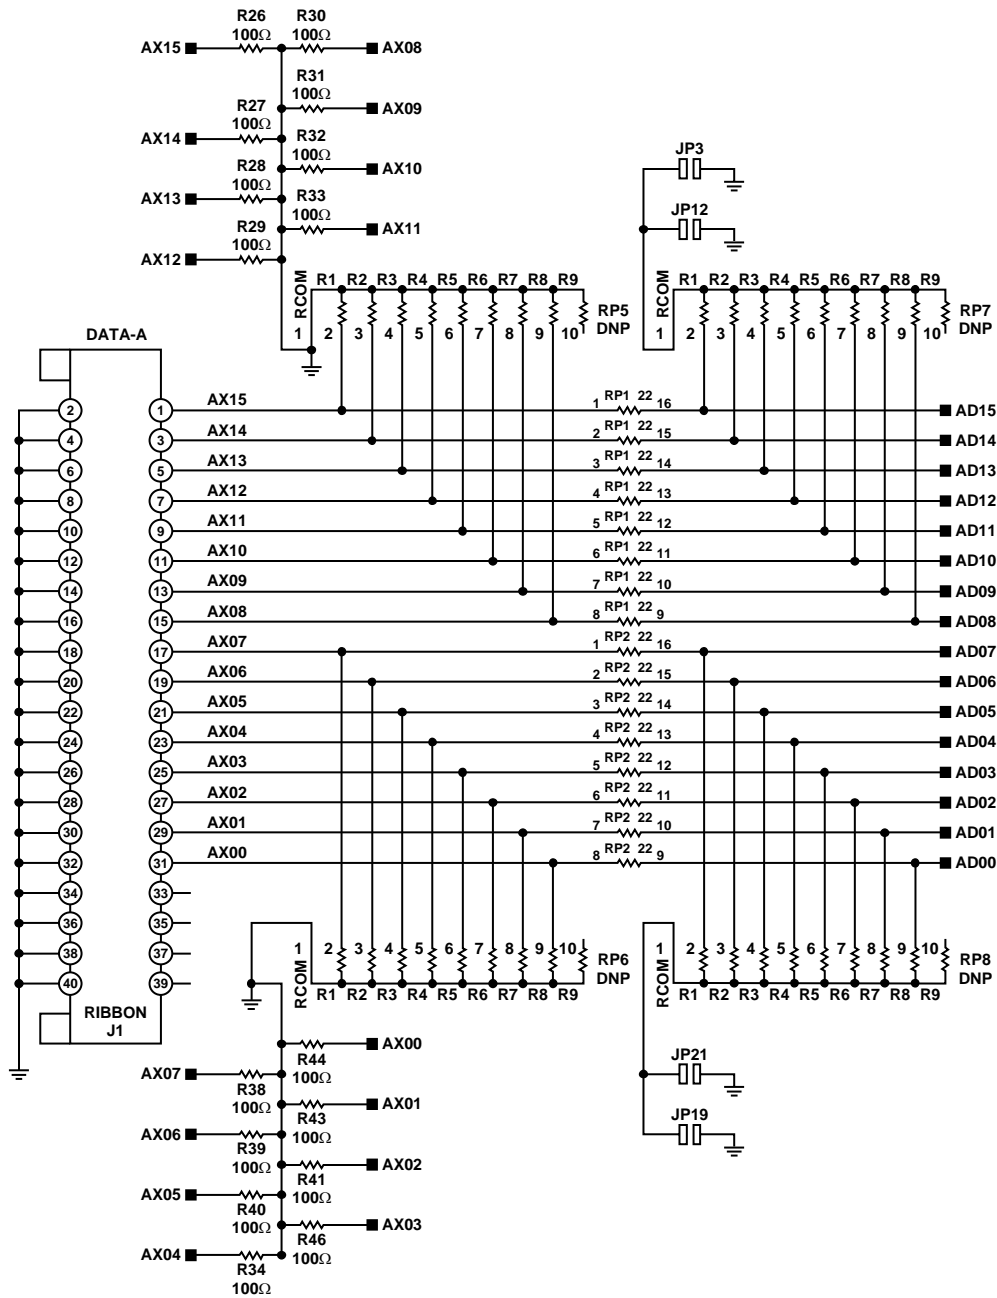 R26 R30
100Ω 100Ω
AX15 AX08
R31
100Ω
AX09
R27
100Ω
AX14
R32
100Ω
AX10
R28
100Ω
AX13
R33
100Ω
AX11
R29
100Ω
AX12
JP3
JP12
RCOM
1
R1 R2 R3 R4 R5 R6 R7 R8 R9
2 3 4 5 6 7 8 9 10
RP5
DNP
RCOM
1
R1 R2 R3 R4 R5 R6 R7 R8 R9
2 3 4 5 6 7 8 9 10
RP7
DNP
DATA-A
2 1 AX15 1 RP1 22 16 AD15
4 3 AX14 2 RP1 22 15 AD14
6 5 AX13 3 RP1 22 14 AD13
8 7 AX12 4 RP1 22 13 AD12
10 9 AX11 5 RP1 22 12 AD11
12 11 AX10 6 RP1 22 11 AD10
14 13 AX09 7 RP1 22 10 AD09
16 15 AX08 8 RP1 22 9 AD08
18 17 AX07 1 RP2 22 16 AD07
20 19 AX06 2 RP2 22 15 AD06
22 21 AX05 3 RP2 22 14 AD05
24 23 AX04 4 RP2 22 13 AD04
26 25 AX03 5 RP2 22 12 AD03
28 27 AX02 6 RP2 22 11 AD02
30 29 AX01 7 RP2 22 10 AD01
32 31 AX00 8 RP2 22 9 AD00
34 33
36 35
38 37
40 39
RIBBON
J1
RCOM
1
2 3 4 5 6 7 8 9 10
R1 R2 R3 R4 R5 R6 R7 R8 R9
RP6
DNP
RCOM
1
2 3 4 5 6 7 8 9 10
R1 R2 R3 R4 R5 R6 R7 R8 R9
RP8
DNP
AX00
R44
100Ω
AX07
R38
100Ω
AX01
R43
100Ω
AX06
R39
100Ω
AX02
R41
100Ω
AX05
R40
100Ω
AX03
R46
100Ω
AX04
R34
100Ω
JP21
JP19